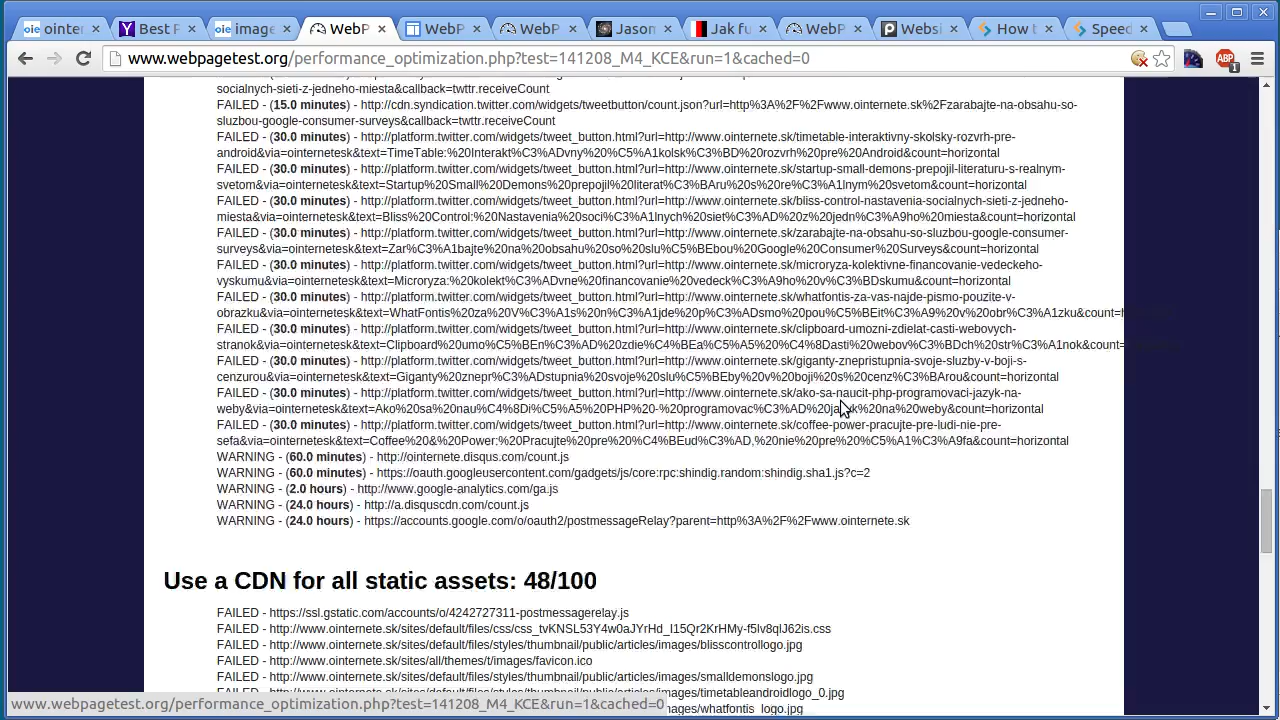 ointer
Best P
image
WebP
WebP
WebP
Jason
Jak fu
WebP
Websi
How t
Speed
www.webpagetest.org/performance_optimization.php?test=141208_M4_KCE&run=1&cached=0
socialnych-sieti-z-jedneho-miesta&callback=twttr.receiveCount
FAILED - (15.0 minutes) - http://cdn.syndication.twitter.com/widgets/tweetbutton/count.json?url=http%3A%2F%2Fwww.ointernete.sk%2Fzarabajte-na-obsahu-so-
sluzbou-google-consumer-surveys&callback=twttr.receiveCount
FAILED - (30.0 minutes) - http://platform.twitter.com/widgets/tweet_button.html?url=http://www.ointernete.sk/timetable-interaktivny-skolsky-rozvrh-pre-
android&via=ointernetesk&text=TimeTable:%20Interakt%C3%ADvny%20%C5%A1kolsk%C3%BD%20rozvrh%20pre%20Android&count=horizontal
FAILED - (30.0 minutes) - http://platform.twitter.com/widgets/tweet_button.html?url=http://www.ointernete.sk/startup-small-demons-prepojil-literaturu-s-realnym-
svetom&via=ointernetesk&text=Startup%20Small%20Demons%20prepojil%20literat%C3%BAru%20s%20re%C3%A1lnym%20svetom&count=horizontal
FAILED - (30.0 minutes) - http://platform.twitter.com/widgets/tweet_button.html?url=http://www.ointernete.sk/bliss-control-nastavenia-socialnych-sieti-z-jedneho-
miesta&via=ointernetesk&text=Bliss%20Control:%20Nastavenia%20soci%C3%A1lnych%20siet%C3%AD%20z%20jedn%C3%A9ho%20miesta&count=horizontal
FAILED - (30.0 minutes) - http://platform.twitter.com/widgets/tweet_button.html?url=http://www.ointernete.sk/zarabajte-na-obsahu-so-sluzbou-google-consumer-
surveys&via=ointernetesk&text=Zar%C3%A1bajte%20na%20obsahu%20so%20slu%C5%BEbou%20Google%20Consumer%20Surveys&count=horizontal
FAILED - (30.0 minutes) - http://platform.twitter.com/widgets/tweet_button.html?url=http://www.ointernete.sk/microryza-kolektivne-financovanie-vedeckeho-
vyskumu&via=ointernetesk&text=Microryza:%20kolekt%C3%ADvne%20financovanie%20vedeck%C3%A9ho%20v%C3%BDskumu&count=horizontal
FAILED - (30.0 minutes) - http://platform.twitter.com/widgets/tweet_button.html?url=http://www.ointernete.sk/whatfontis-za-vas-najde-pismo-pouzite-v-
obrazku&via=ointernetesk&text=WhatFontis%20za%20V%C3%A1s%20n%C3%A1jde%20p%C3%ADsmo%20pou%C5%BEit%C3%A9%20v%20obr%C3%A1zku&count=h
FAILED - (30.0 minutes) - http://platform.twitter.com/widgets/tweet_button.html?url=http://www.ointernete.sk/clipboard-umozni-zdielat-casti-webovych-
stranok&via=ointernetesk&text=Clipboard%20umo%C5%BEn%C3%AD%20zdie%C4%BEa%C5%A5%20%C4%8Dasti%20webov%C3%BDch%20str%C3%A1nok&count=
FAILED - (30.0 minutes) - http://platform.twitter.com/widgets/tweet_button.html?url=http://www.ointernete.sk/giganty-znepristupnia-svoje-sluzby-v-boji-s-
cenzurou&via=ointernetesk&text=Giganty%20znepr%C3%ADstupnia%20svoje%20slu%C5%BEby%20v%20boji%20s%20cenz%C3%BArou&count=horizontal
FAILED - (30.0 minutes) - http://platform.twitter.com/widgets/tweet_button.html?url=http://www.ointernete.sk/ako-sa-naucit-php-programovaci-jazyk-na-
weby&via=ointernetesk&text=Ako%20sa%20nau%C4%8Di%C5%A5%20PHP%20-%20programovac%C3%AD%20jazyk%20na%20weby&count=horizontal
FAILED - (30.0 minutes) - http://platform.twitter.com/widgets/tweet_button.html?url=http://www.ointernete.sk/coffee-power-pracujte-pre-ludi-nie-pre-
sefa&via=ointernetesk&text=Coffee%20&%20Power:%20Pracujte%20pre%20%C4%BEud%C3%AD,%20nie%20pre%20%C5%A1%C3%A9fa&count=horizontal
WARNING - (60.0 minutes) - http://ointernete.disqus.com/count.js
WARNING - (60.0 minutes) - https://oauth.googleusercontent.com/gadgets/js/core:rpc:shindig.random:shindig.sha1.js?c=2
WARNING - (2.0 hours) - http://www.google-analytics.com/ga.js
WARNING - (24.0 hours) - http://a.disquscdn.com/count.js
WARNING - (24.0 hours) - https://accounts.google.com/o/oauth2/postmessageRelay?parent=http%3A%2F%2Fwww.ointernete.sk
Use a CDN for all static assets: 48/100
FAILED - https://ssl.gstatic.com/accounts/o/4242727311-postmessagerelay.js
FAILED - http://www.ointernete.sk/sites/default/files/css/css_tvKNSL53Y4w0aJYrHd_I15Qr2KrHMy-f5Iv8qlJ62is.css
FAILED - http://www.ointernete.sk/sites/default/files/styles/thumbnail/public/articles/images/blisscontrollogo.jpg
FAILED - http://www.ointernete.sk/sites/all/themes/t/images/favicon.ico
FAILED - http://www.ointernete.sk/sites/default/files/styles/thumbnail/public/articles/images/smalldemonslogo.jpg
images/timetableandroidlogo_0.jpg
www.webpagetest.org/performance_optimization.php?test=141208_M4_KCE&run=1&cached=0
images/whatfontis_logo.jpg